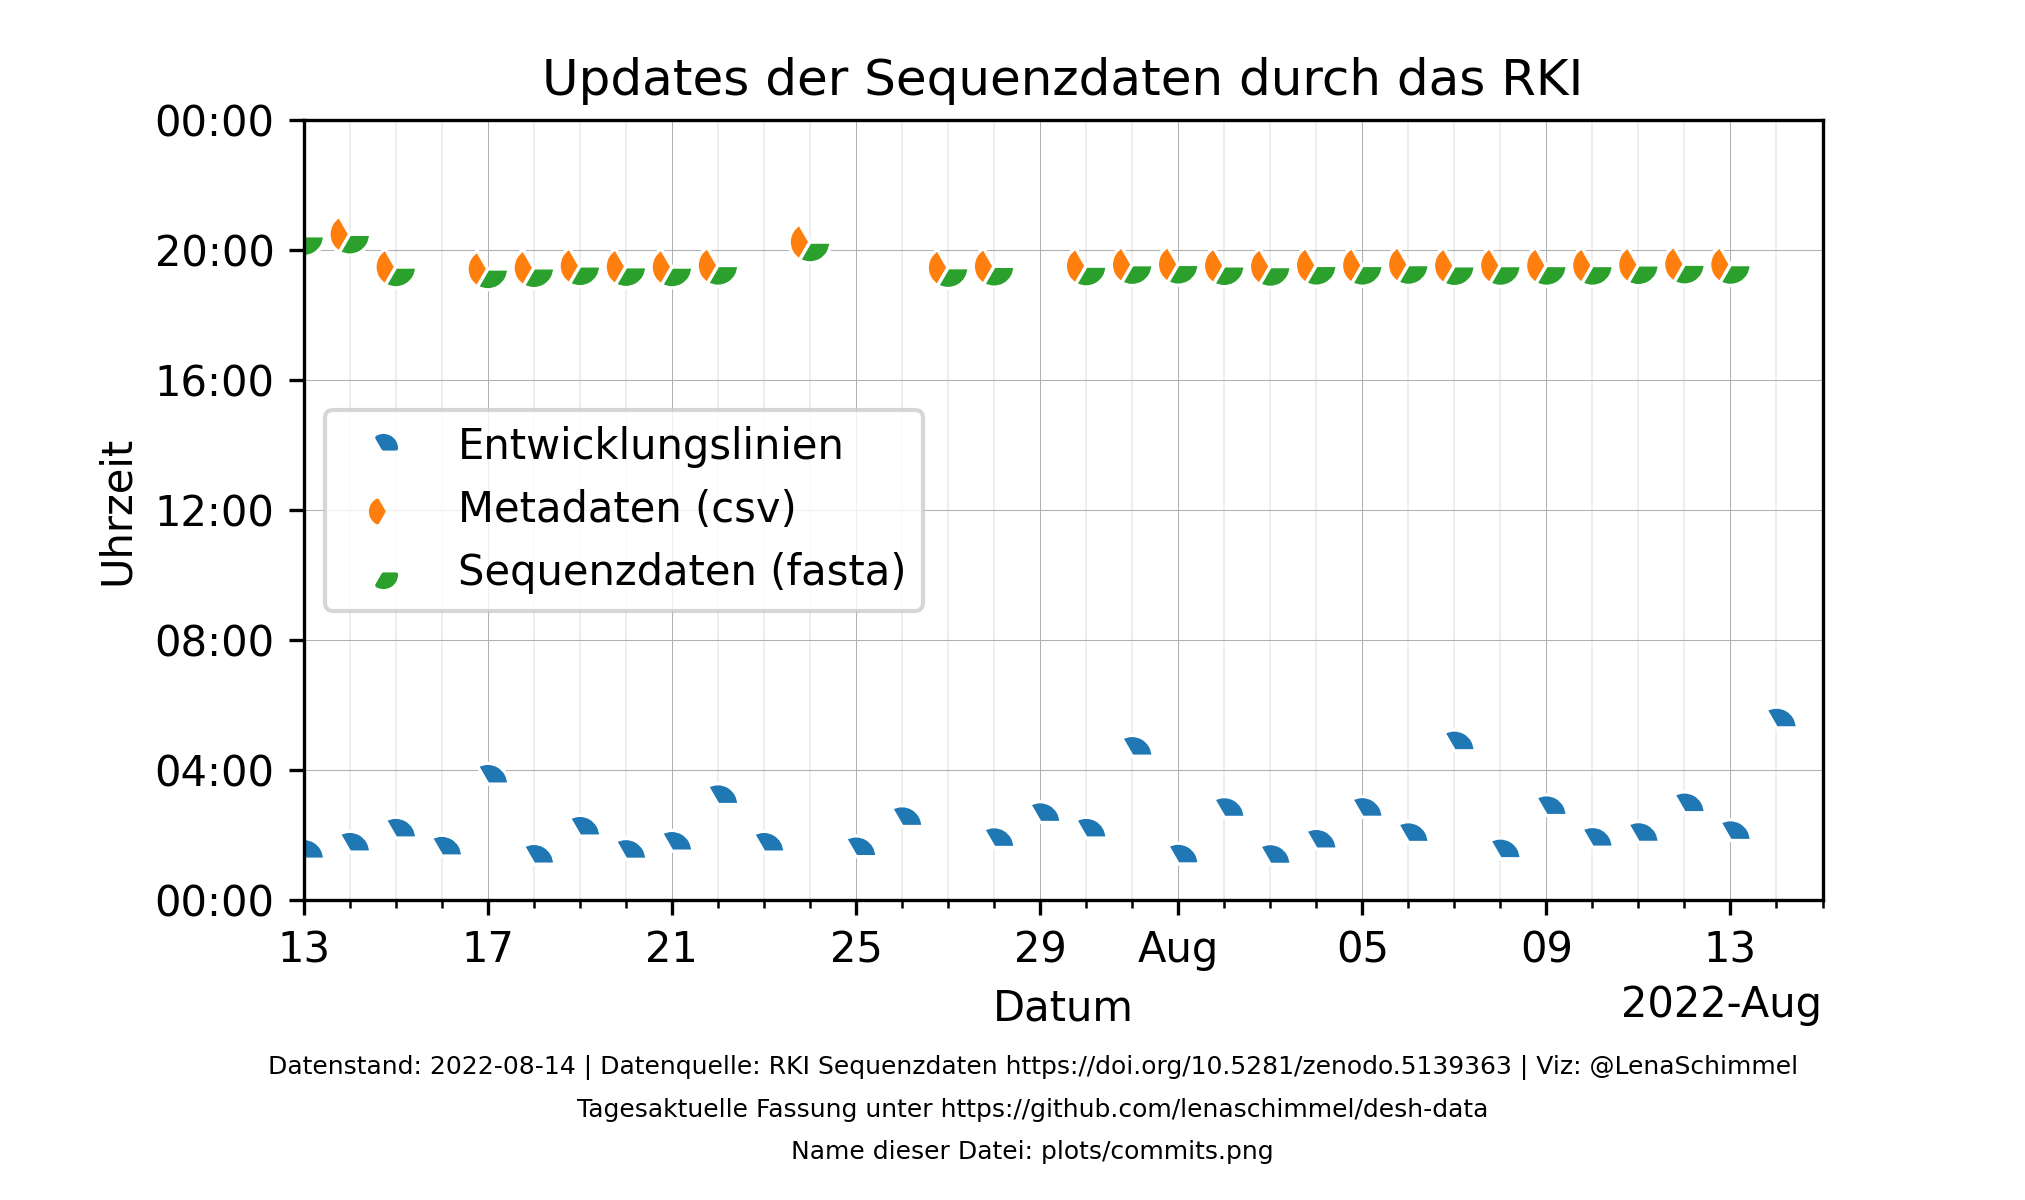 Updates der Sequenzdaten durch das RKI
00:00
20:00
16:00
12:00
08:00
04:00
00:00
Uhrzeit
Entwicklungslinien
Metadaten (csv)
Sequenzdaten (fasta)
13 17 21 25 29 Aug 05 09 13
Datum
2022-Aug
Datenstand: 2022-08-14 | Datenquelle: RKI Sequenzdaten https://doi.org/10.5281/zenodo.5139363 | Viz: @LenaSchimmel
Tagesaktuelle Fassung unter https://github.com/lenaschimmel/desh-data
Name dieser Datei: plots/commits.png